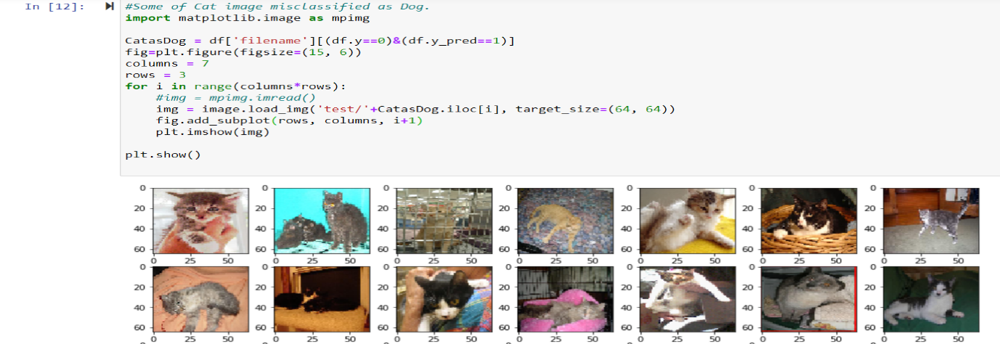 In [12]:
#Some of Cat image misclassified as Dog.
import matplotlib.image as mpimg
CatasDog = df['filename'][(df.y==0)&(df.y_pred==1)]
fig=plt.figure(figsize=(15, 6))
columns = 7
rows = 3
for i in range(columns*rows):
    #img = mpimg.imread()
    img = image.load_img('test/'+CatasDog.iloc[i], target_size=(64, 64))
    fig.add_subplot(rows, columns, i+1)
    plt.imshow(img)
plt.show()
0 0 0 0 0 0 0
20 20 20 20 20 20 20
40 40 40 40 40 40 40
60 60 60 60 60 60 60
0 25 50 0 25 50 0 25 50 0 25 50 0 25 50 0 25 50 0 25 50
0 0 0 0 0 0 0
20 20 20 20 20 20 20
40 40 40 40 40 40 40
60 60 60 60 60 60 60
0 25 50 0 25 50 0 25 50 0 25 50 0 25 50 0 25 50 0 25 50